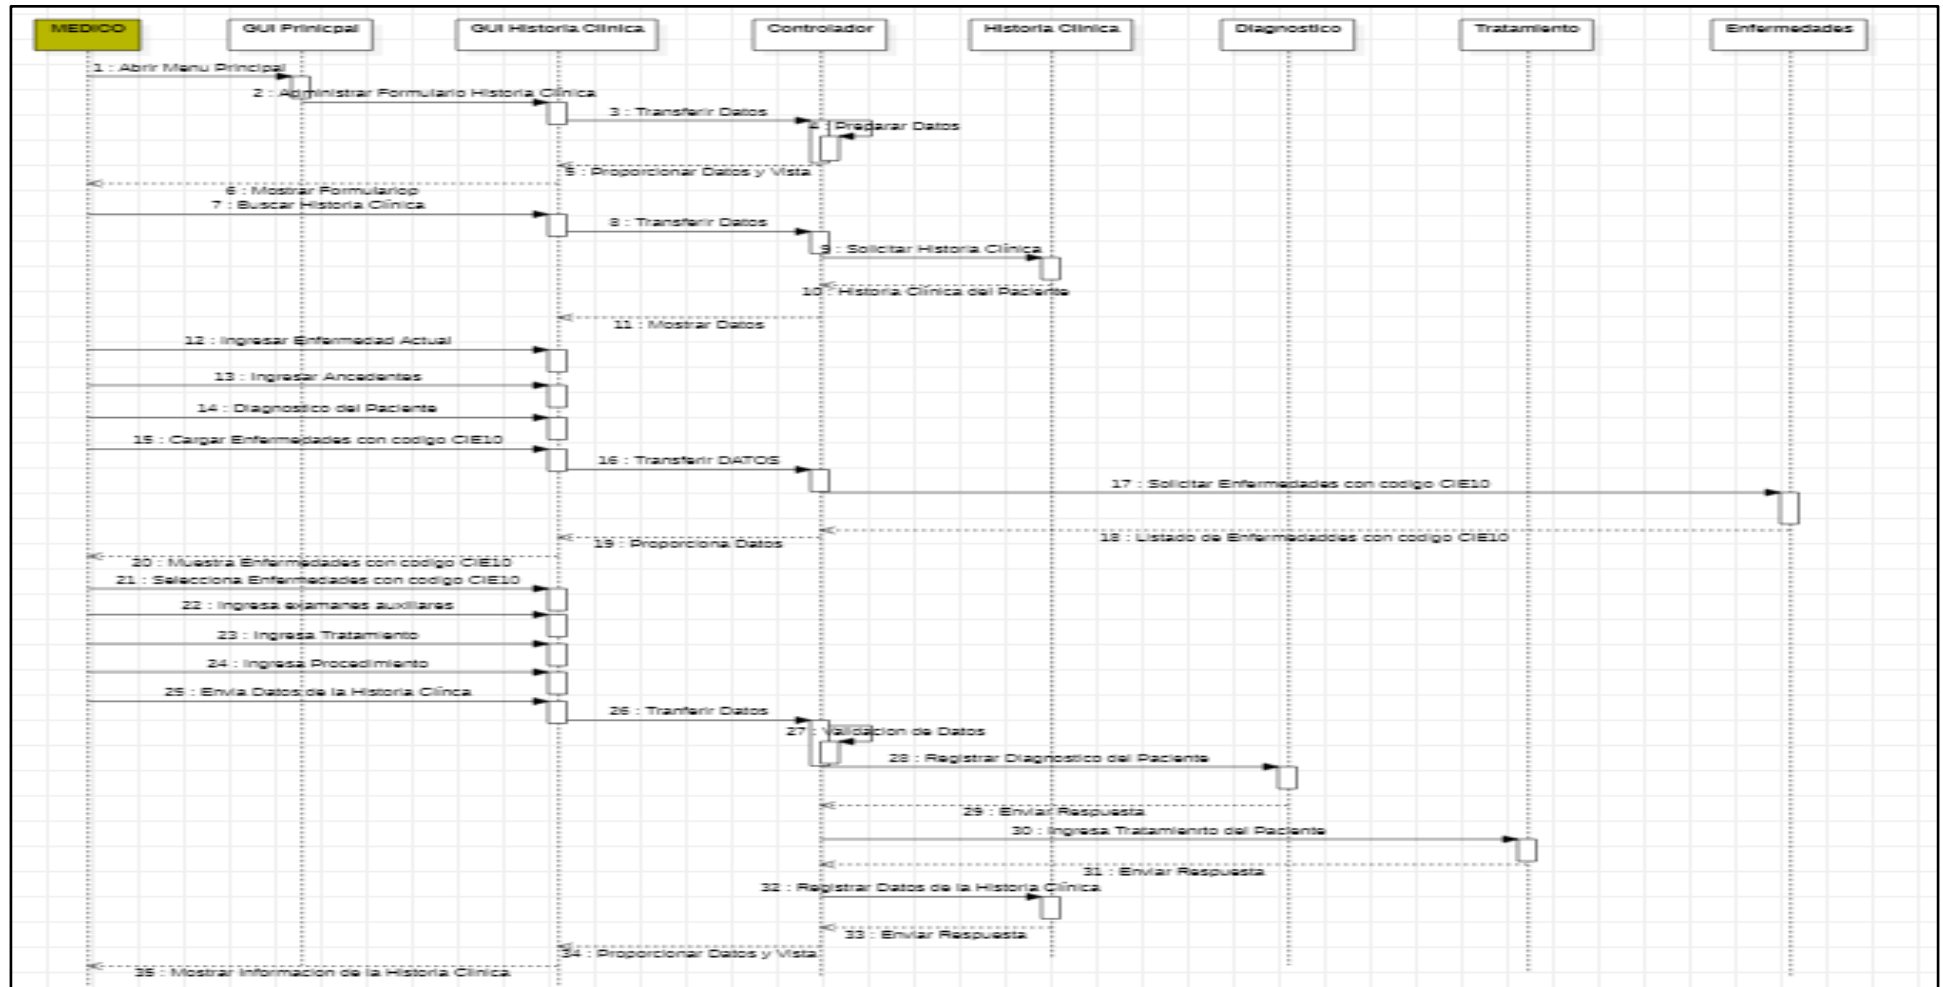 MEDICO
GUI Prinicpal
GUI Historia Clinica
Controlador
Historia Clinica
Diagnostico
Tratamiento
Enfermedades
1 : Abrir Menu Principal
2 : Administrar Formulario Historia Clínica
3 : Transferir Datos
4 : Preparar Datos
5 : Proporcionar Datos y Vista
6 : Mostrar Formulariop
7 : Buscar Historia Clínica
8 : Transferir Datos
9 : Solicitar Historia Clínica
10 : Historia Clínica del Paciente
11 : Mostrar Datos
12 : Ingresar Enfermedad Actual
13 : Ingresar Ancedentes
14 : Diagnostico del Paciente
15 : Cargar Enfermedades con codigo CIE10
16 : Transferir DATOS
17 : Solicitar Enfermedades con codigo CIE10
18 : Listado de Enfermedaddes con codigo CIE10
19 : Proporciona Datos
20 : Muestra Enfermedades con codigo CIE10
21 : Selecciona Enfermedades con codigo CIE10
22 : Ingresa examanes auxiliares
23 : Ingresa Tratamiento
24 : Ingresa Procedimiento
25 : Envia Datos de la Historia Clínca
26 : Tranferir Datos
27 : Validacion de Datos
28 : Registrar Diagnostico del Paciente
29 : Enviar Respuesta
30 : Ingresa Tratamienrto del Paciente
31 : Enviar Respuesta
32 : Registrar Datos de la Historia Clínica
33 : Enviar Respuesta
34 : Proporcionar Datos y Vista
35 : Mostrar Informacion de la Historia Clinica